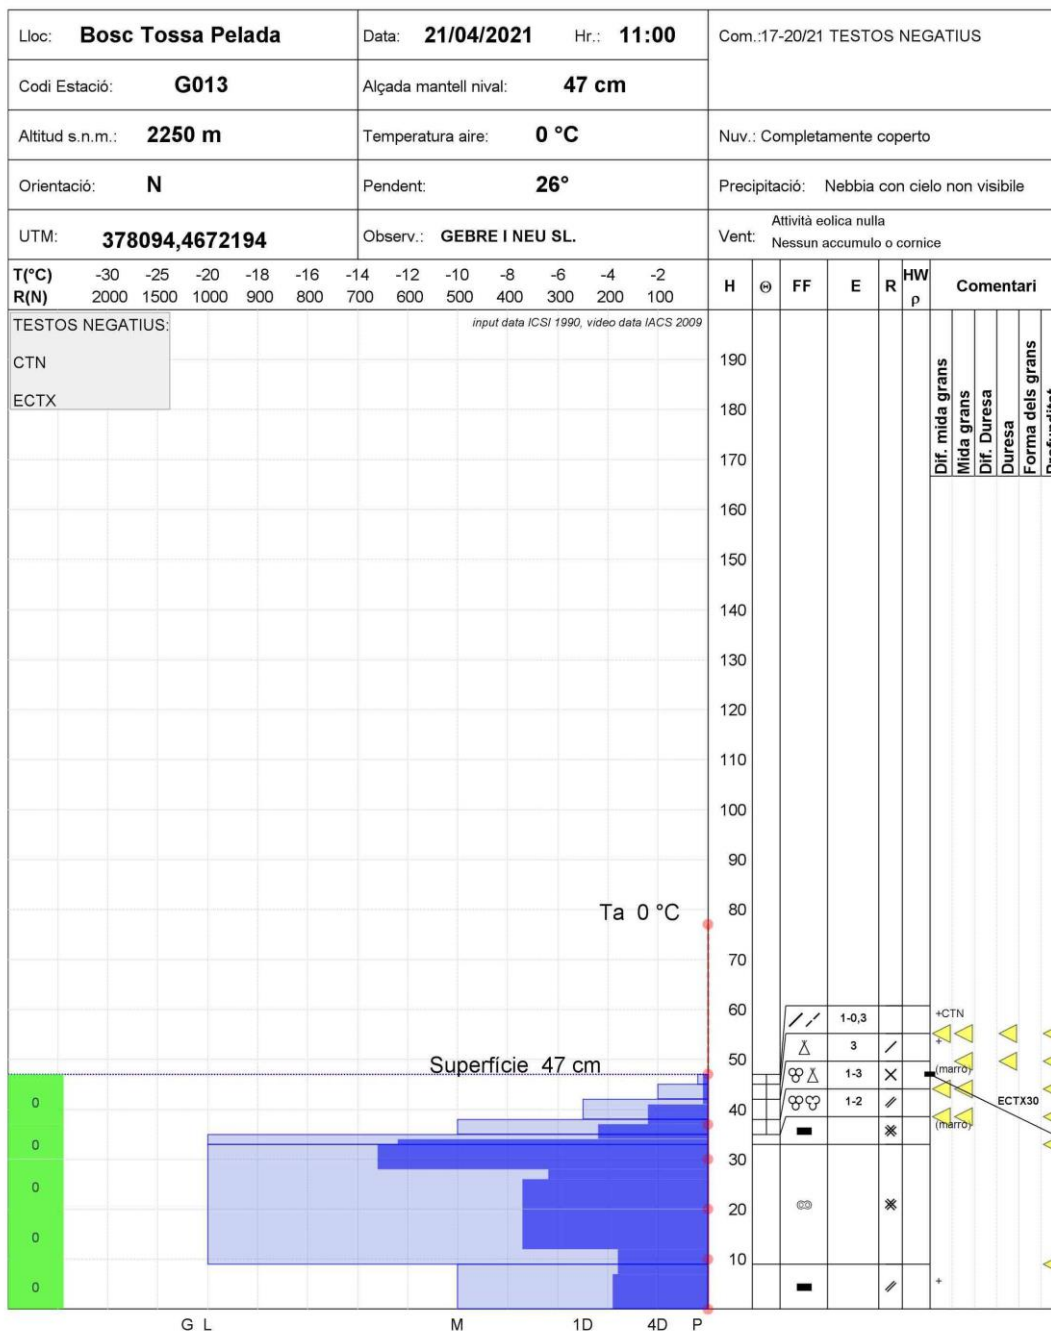 Lloc: Bosc Tossa Pelada
Data: 21/04/2021 Hr.: 11:00
Com.:17-20/21 TESTOS NEGATIUS
Codi Estació: G013
Alçada mantell nival: 47 cm
Altitud s.n.m.: 2250 m
Temperatura aire: 0 °C
Nuv.: Completamente coperto
Orientació: N
Pendent: 26°
Precipitació: Nebbia con cielo non visibile
UTM: 378094,4672194
Observ.: GEBRE I NEU SL.
Vent: Attività eolica nulla
Nessun accumulo o cornice
T(°C) -30 -25 -20 -18 -16 -14 -12 -10 -8 -6 -4 -2
R(N) 2000 1500 1000 900 800 700 600 500 400 300 200 100
H Θ FF E R HW ρ Comentari
TESTOS NEGATIUS:
CTN
ECTX
input data ICSI 1990, video data IACS 2009
Dif. mida grans
Mida grans
Dif. Duresa
Duresa
Forma dels grans
190
180
170
160
150
140
130
120
110
100
90
80
70
60
50
40
30
20
10
Ta 0 °C
Superfície 47 cm
1-0,3
+CTN
3
+
1-3
(marro)
1-2
ECTX30
(marro)
+
0
0
0
0
0
G L M 1D 4D P